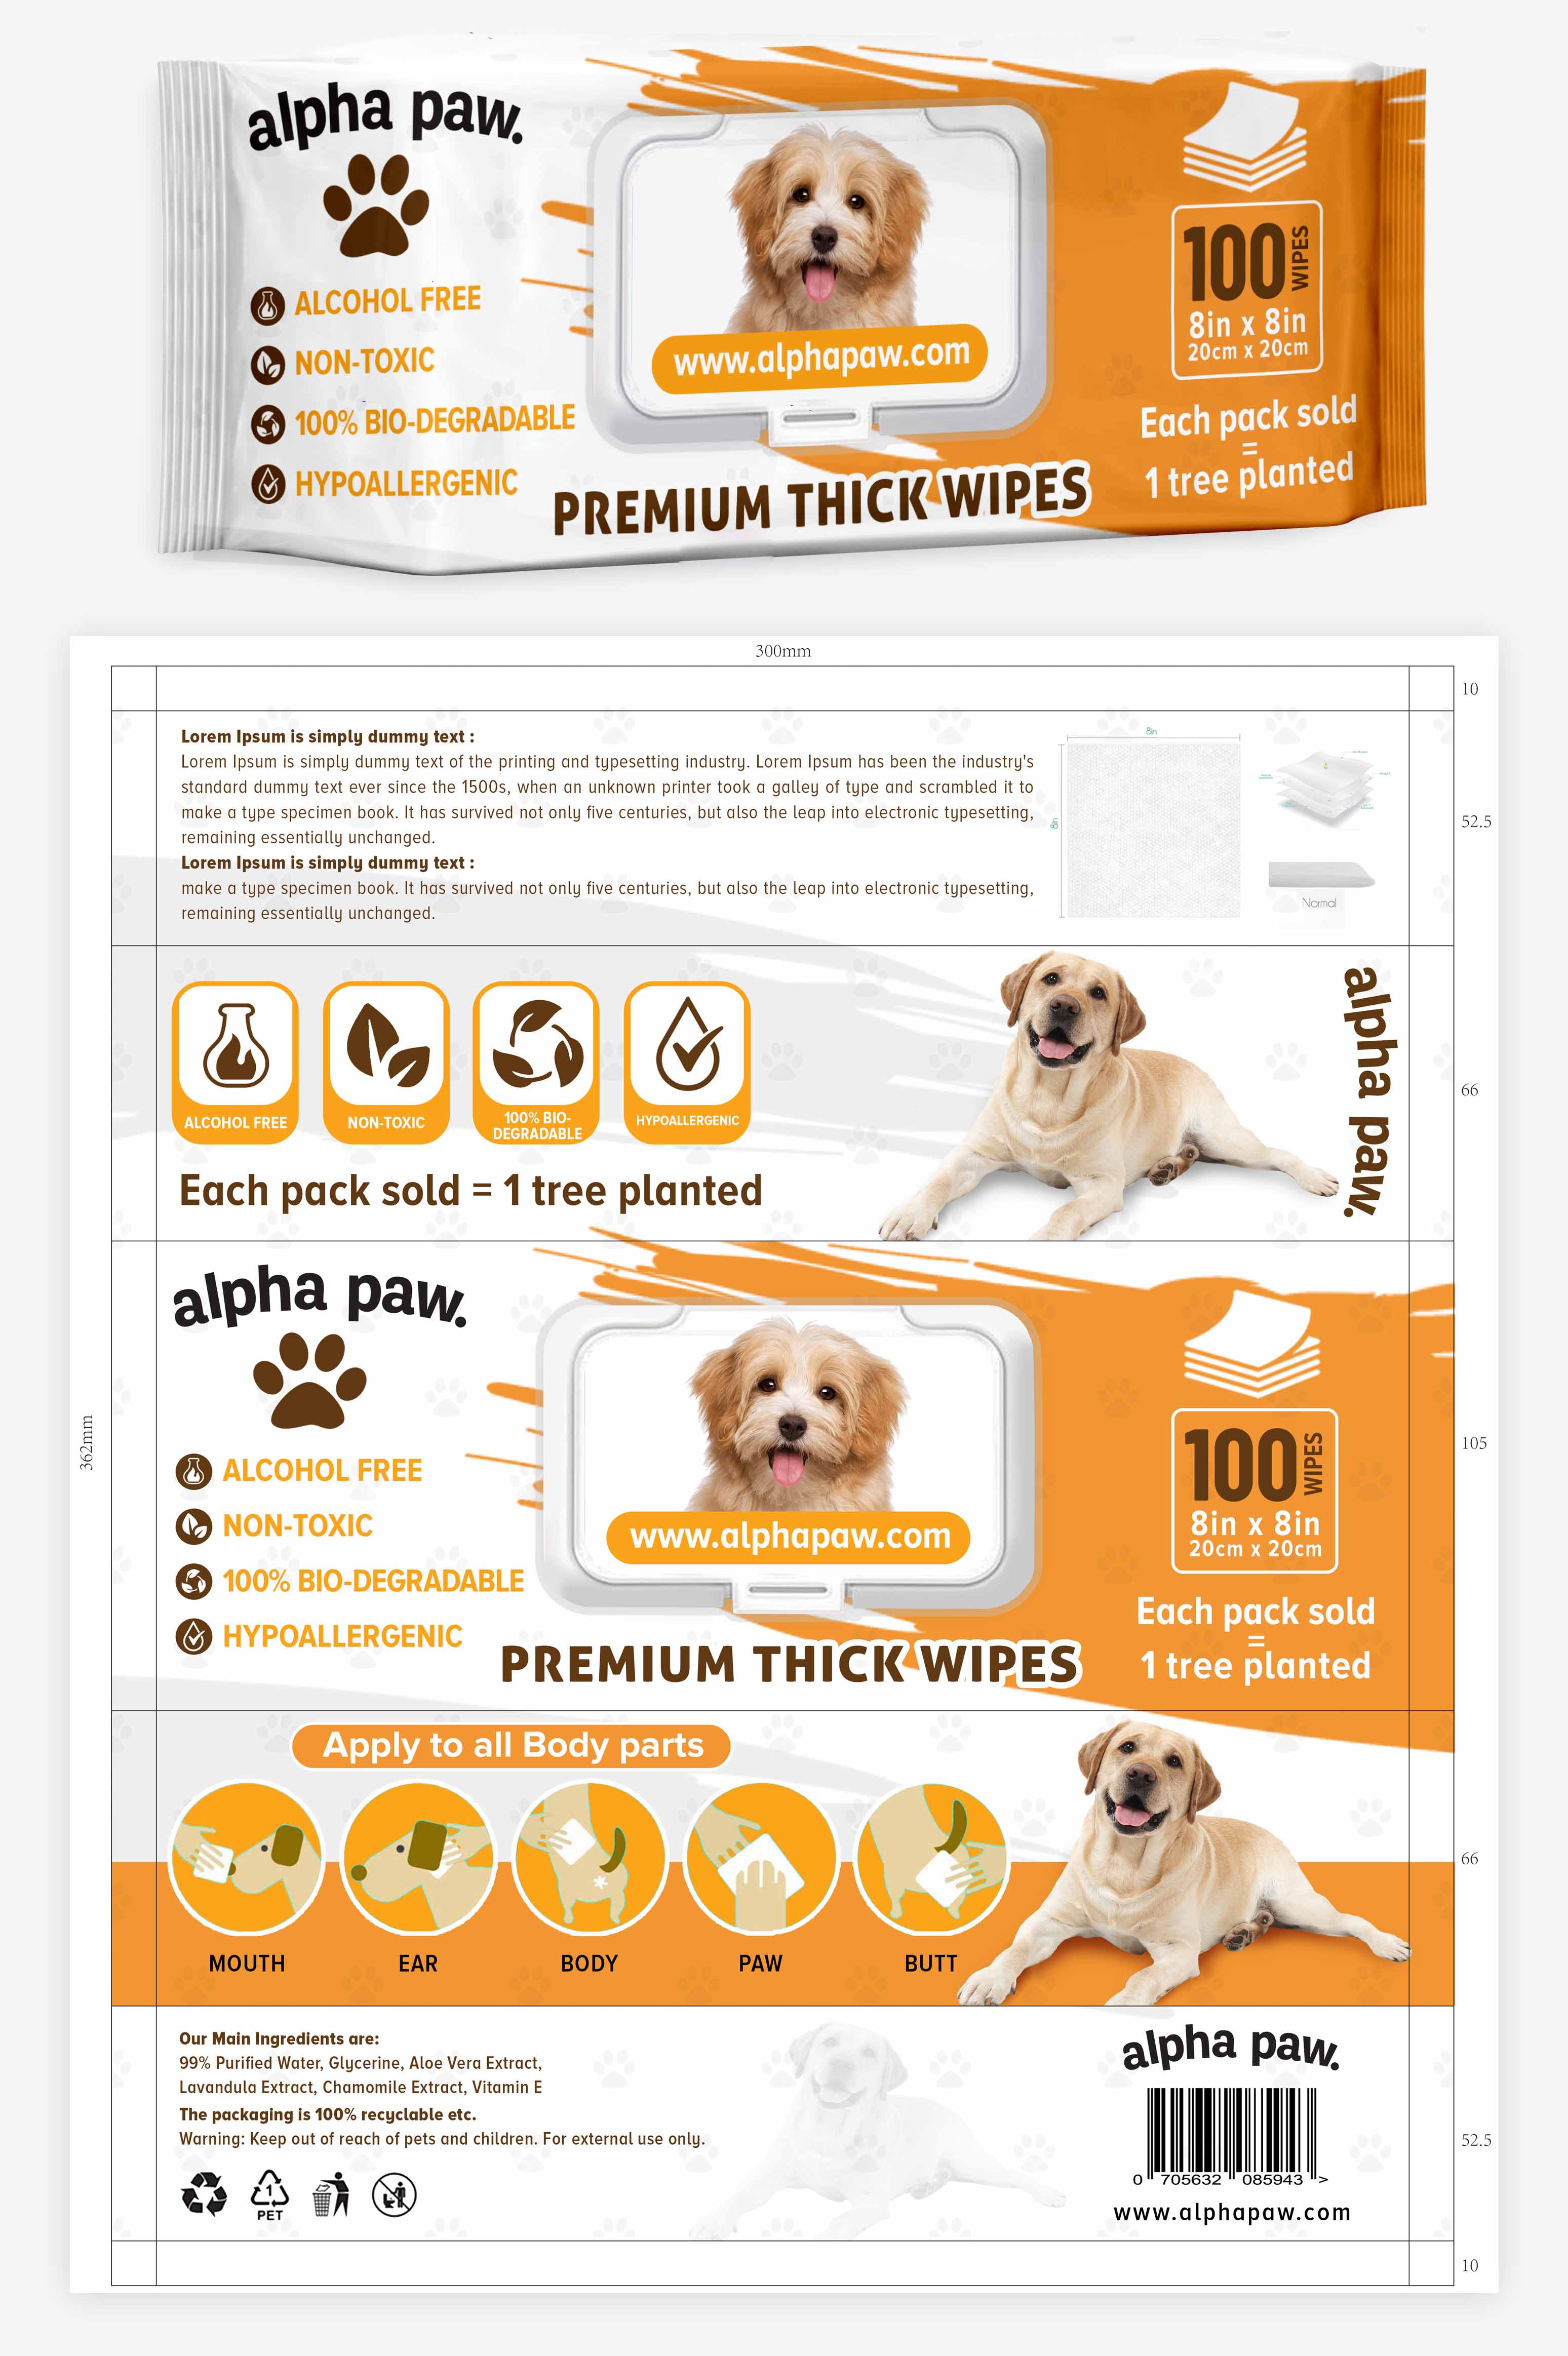 alpha paw.
ALCOHOL FREE
NON-TOXIC
100% BIO-DEGRADABLE
HYPOALLERGENIC
www.alphapaw.com
PREMIUM THICK WIPES
100 WIPES
8in x 8in
20cm x 20cm
Each pack sold
=
1 tree planted
300mm
10
Lorem Ipsum is simply dummy text :
Lorem Ipsum is simply dummy text of the printing and typesetting industry. Lorem Ipsum has been the industry's
standard dummy text ever since the 1500s, when an unknown printer took a galley of type and scrambled it to
make a type specimen book. It has survived not only five centuries, but also the leap into electronic typesetting,
remaining essentially unchanged.
Lorem Ipsum is simply dummy text :
make a type specimen book. It has survived not only five centuries, but also the leap into electronic typesetting,
remaining essentially unchanged.
8in
8in
Normal
52.5
ALCOHOL FREE
NON-TOXIC
100% BIO-
DEGRADABLE
HYPOALLERGENIC
Each pack sold = 1 tree planted
alpha paw.
66
362mm
alpha paw.
ALCOHOL FREE
NON-TOXIC
100% BIO-DEGRADABLE
HYPOALLERGENIC
www.alphapaw.com
PREMIUM THICK WIPES
100 WIPES
8in x 8in
20cm x 20cm
Each pack sold
=
1 tree planted
105
Apply to all Body parts
MOUTH
EAR
BODY
PAW
BUTT
66
Our Main Ingredients are:
99% Purified Water, Glycerine, Aloe Vera Extract,
Lavandula Extract, Chamomile Extract, Vitamin E
The packaging is 100% recyclable etc.
Warning: Keep out of reach of pets and children. For external use only.
1
PET
alpha paw.
0 705632 085943 >
www.alphapaw.com
52.5
10